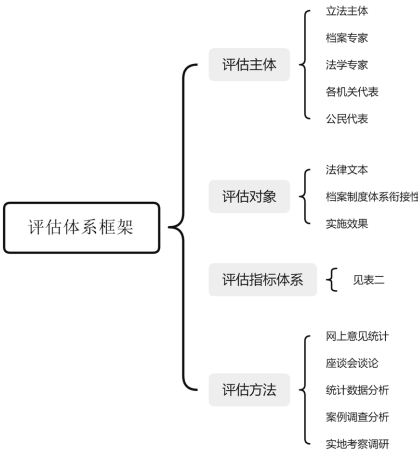 评估体系框架
评估主体
立法主体
档案专家
法学专家
各机关代表
公民代表
评估对象
法律文本
档案制度体系衔接性
实施效果
评估指标体系
见表二
评估方法
网上意见统计
座谈会谈论
统计数据分析
案例调查分析
实地考察调研